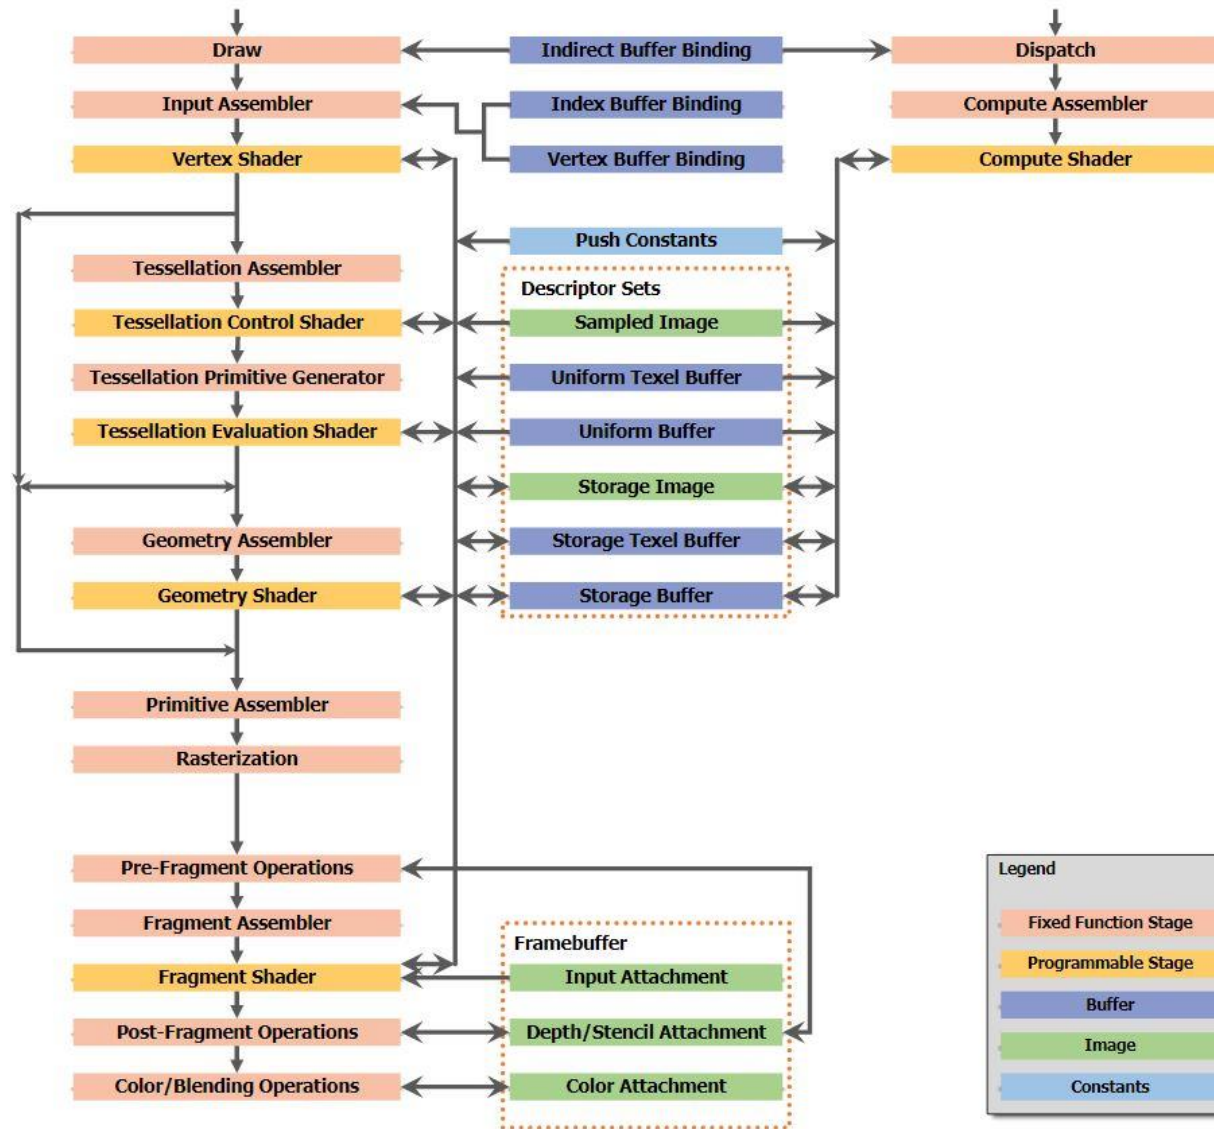 Draw
Indirect Buffer Binding
Dispatch
Input Assembler
Index Buffer Binding
Compute Assembler
Vertex Shader
Vertex Buffer Binding
Compute Shader
Push Constants
Tessellation Assembler
Descriptor Sets
Tessellation Control Shader
Sampled Image
Tessellation Primitive Generator
Uniform Texel Buffer
Tessellation Evaluation Shader
Uniform Buffer
Storage Image
Geometry Assembler
Storage Texel Buffer
Geometry Shader
Storage Buffer
Primitive Assembler
Rasterization
Pre-Fragment Operations
Fragment Assembler
Framebuffer
Fragment Shader
Input Attachment
Post-Fragment Operations
Depth/Stencil Attachment
Color/Blending Operations
Color Attachment
Legend
Fixed Function Stage
Programmable Stage
Buffer
Image
Constants